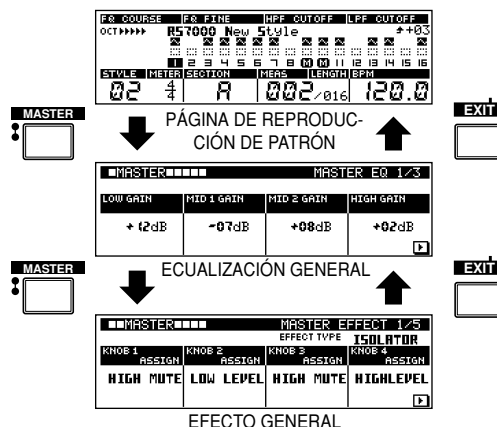 EQ COURSE EQ FINE HPF CUTOFF LPF CUTOFF
OCT RS7000 New Style +03
1 2 3 4 5 6 7 8 M M 11 12 13 14 15 16
STYLE METER SECTION MEAS LENGTH BPM
02 4/4 A 002/016 120.0
MASTER
PÁGINA DE REPRODUC-
CIÓN DE PATRÓN
EXIT
MASTER MASTER EQ 1/3
LOW GAIN MID 1 GAIN MID 2 GAIN HIGH GAIN
+12dB -07dB +08dB +02dB
MASTER
ECUALIZACIÓN GENERAL
EXIT
MASTER MASTER EFFECT 1/5
EFFECT TYPE ISOLATOR
KNOB 1 KNOB 2 KNOB 3 KNOB 4
ASSIGN ASSIGN ASSIGN ASSIGN
HIGH MUTE LOW LEVEL HIGH MUTE HIGHLEVEL
EFECTO GENERAL